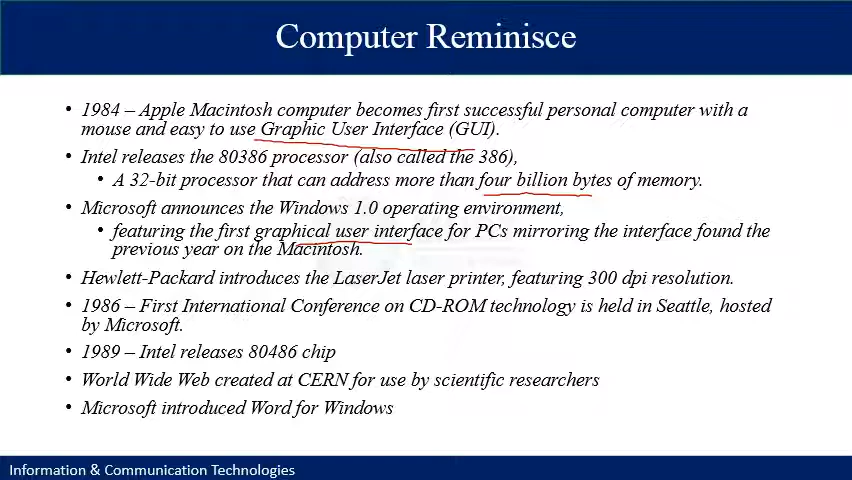 Computer Reminisce
• 1984 – Apple Macintosh computer becomes first successful personal computer with a
mouse and easy to use Graphic User Interface (GUI).
• Intel releases the 80386 processor (also called the 386),
• A 32-bit processor that can address more than four billion bytes of memory.
• Microsoft announces the Windows 1.0 operating environment,
• featuring the first graphical user interface for PCs mirroring the interface found the
previous year on the Macintosh.
• Hewlett-Packard introduces the LaserJet laser printer, featuring 300 dpi resolution.
• 1986 – First International Conference on CD-ROM technology is held in Seattle, hosted
by Microsoft.
• 1989 – Intel releases 80486 chip
• World Wide Web created at CERN for use by scientific researchers
• Microsoft introduced Word for Windows
Information & Communication Technologies